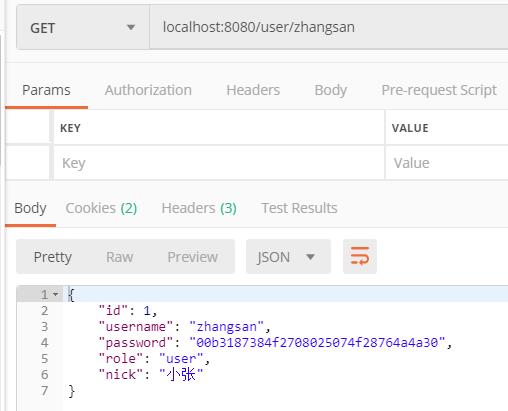 GET localhost:8080/user/zhangsan
Params Authorization Headers Body Pre-request Script
KEY VALUE
Key Value
Body Cookies (2) Headers (3) Test Results
Pretty Raw Preview JSON
1 {
2 "id": 1,
3 "username": "zhangsan",
4 "password": "00b3187384f2708025074f28764a4a30",
5 "role": "user",
6 "nick": "小张"
7 }